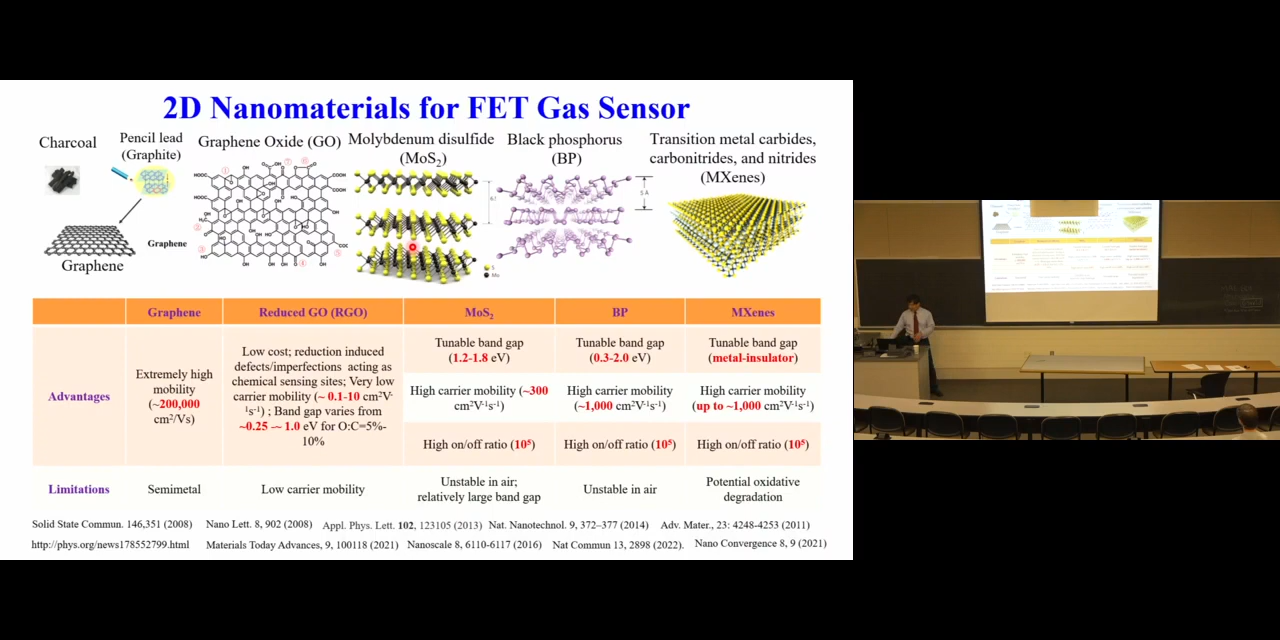 2D Nanomaterials for FET Gas Sensor
Charcoal
Pencil lead
(Graphite)
Graphene Oxide (GO)
Molybdenum disulfide
(MoS₂)
Black phosphorus
(BP)
Transition metal carbides,
carbonitrides, and nitrides
(MXenes)
Graphene
Graphene
5 Å
S
Mo
Graphene
Reduced GO (RGO)
MoS₂
BP
MXenes
Advantages
Extremely high
mobility
(~200,000
cm²/Vs)
Low cost; reduction induced
defects/imperfections acting as
chemical sensing sites; Very low
carrier mobility (~ 0.1-10 cm²V⁻
¹s⁻¹) ; Band gap varies from
~0.25 -~ 1.0 eV for O:C=5%-
10%
Tunable band gap
(1.2-1.8 eV)
High carrier mobility (~300
cm²V⁻¹s⁻¹)
High on/off ratio (10⁵)
Tunable band gap
(0.3-2.0 eV)
High carrier mobility
(~1,000 cm²V⁻¹s⁻¹)
High on/off ratio (10⁵)
Tunable band gap
(metal-insulator)
High carrier mobility
(up to ~1,000 cm²V⁻¹s⁻¹)
High on/off ratio (10⁵)
Limitations
Semimetal
Low carrier mobility
Unstable in air;
relatively large band gap
Unstable in air
Potential oxidative
degradation
Solid State Commun. 146,351 (2008)
Nano Lett. 8, 902 (2008)
Appl. Phys. Lett. 102, 123105 (2013)
Nat. Nanotechnol. 9, 372–377 (2014)
Adv. Mater., 23: 4248-4253 (2011)
http://phys.org/news178552799.html
Materials Today Advances, 9, 100118 (2021)
Nanoscale 8, 6110-6117 (2016)
Nat Commun 13, 2898 (2022).
Nano Convergence 8, 9 (2021)